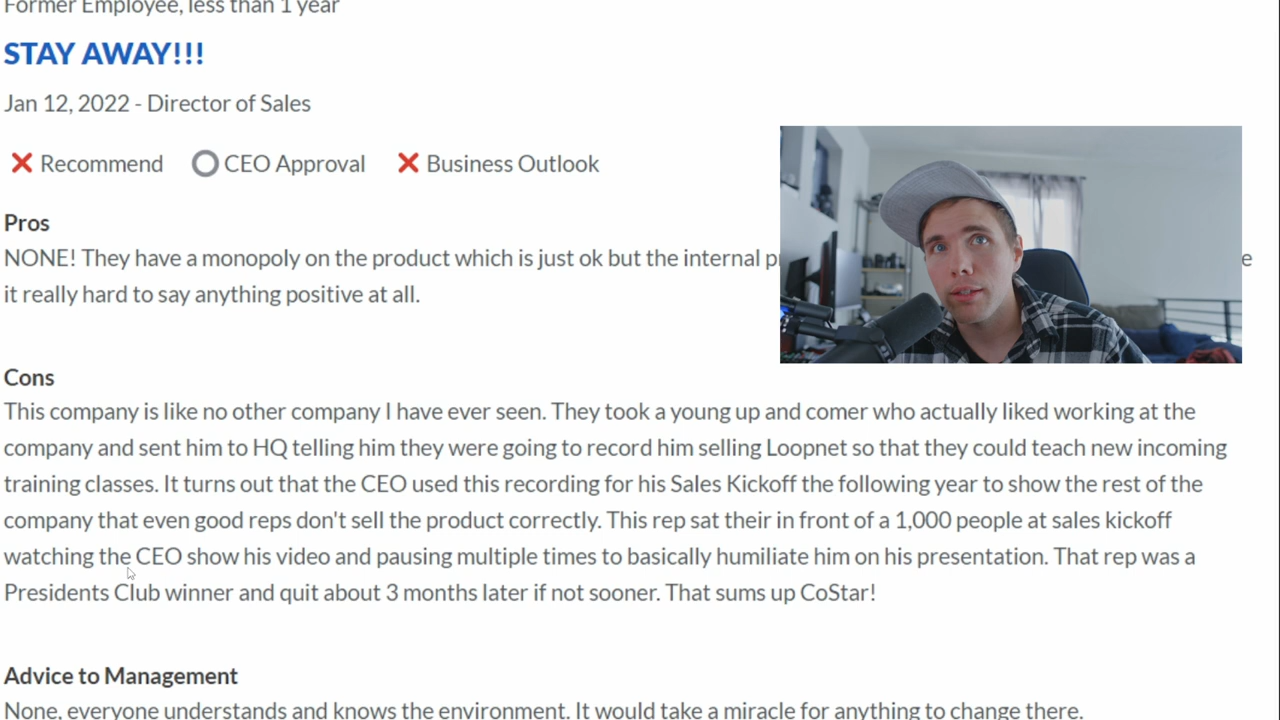 Former Employee, less than 1 year
STAY AWAY!!!
Jan 12, 2022 - Director of Sales
Recommend CEO Approval Business Outlook
Pros
NONE! They have a monopoly on the product which is just ok but the internal
it really hard to say anything positive at all.
Cons
This company is like no other company I have ever seen. They took a young up and comer who actually liked working at the
company and sent him to HQ telling him they were going to record him selling Loopnet so that they could teach new incoming
training classes. It turns out that the CEO used this recording for his Sales Kickoff the following year to show the rest of the
company that even good reps don't sell the product correctly. This rep sat their in front of a 1,000 people at sales kickoff
watching the CEO show his video and pausing multiple times to basically humiliate him on his presentation. That rep was a
Presidents Club winner and quit about 3 months later if not sooner. That sums up CoStar!
Advice to Management
None, everyone understands and knows the environment. It would take a miracle for anything to change there.